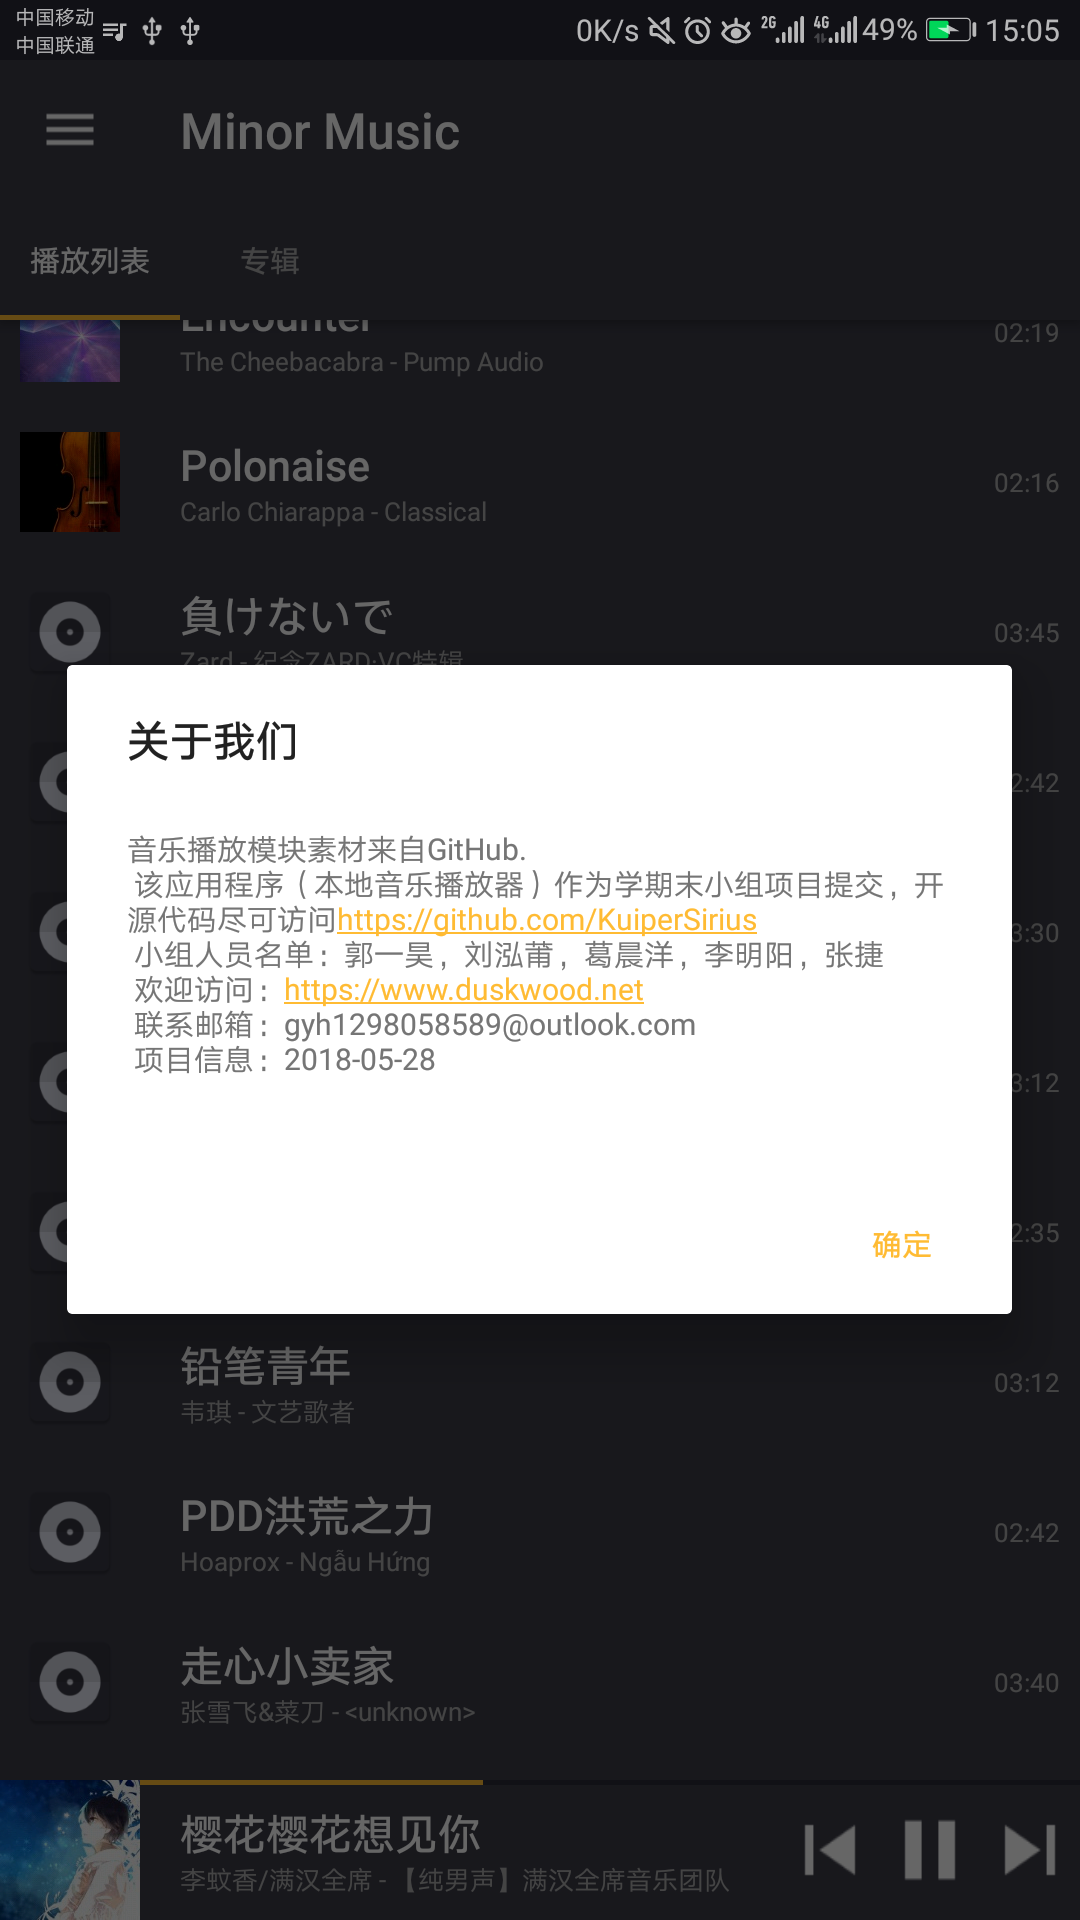 中国移动
中国联通
0K/s 2G 4G 49% 15:05
Minor Music
播放列表 专辑
Encounter
02:19
The Cheebacabra - Pump Audio
Polonaise
02:16
Carlo Chiarappa - Classical
負けないで
03:45
Zard - 纪念ZARD·VC特辑
关于我们
2:42
音乐播放模块素材来自GitHub.
该应用程序（本地音乐播放器）作为学期末小组项目提交，开
源代码尽可访问https://github.com/KuiperSirius
3:30
小组人员名单：郭一昊，刘泓莆，葛晨洋，李明阳，张捷
欢迎访问：https://www.duskwood.net
联系邮箱：gyh1298058589@outlook.com
项目信息：2018-05-28
3:12
2:35
确定
铅笔青年
03:12
韦琪 - 文艺歌者
PDD洪荒之力
02:42
Hoaprox - Ngẫu Hứng
走心小卖家
03:40
张雪飞&菜刀 - <unknown>
樱花樱花想见你
李蚊香/满汉全席 - 【纯男声】满汉全席音乐团队